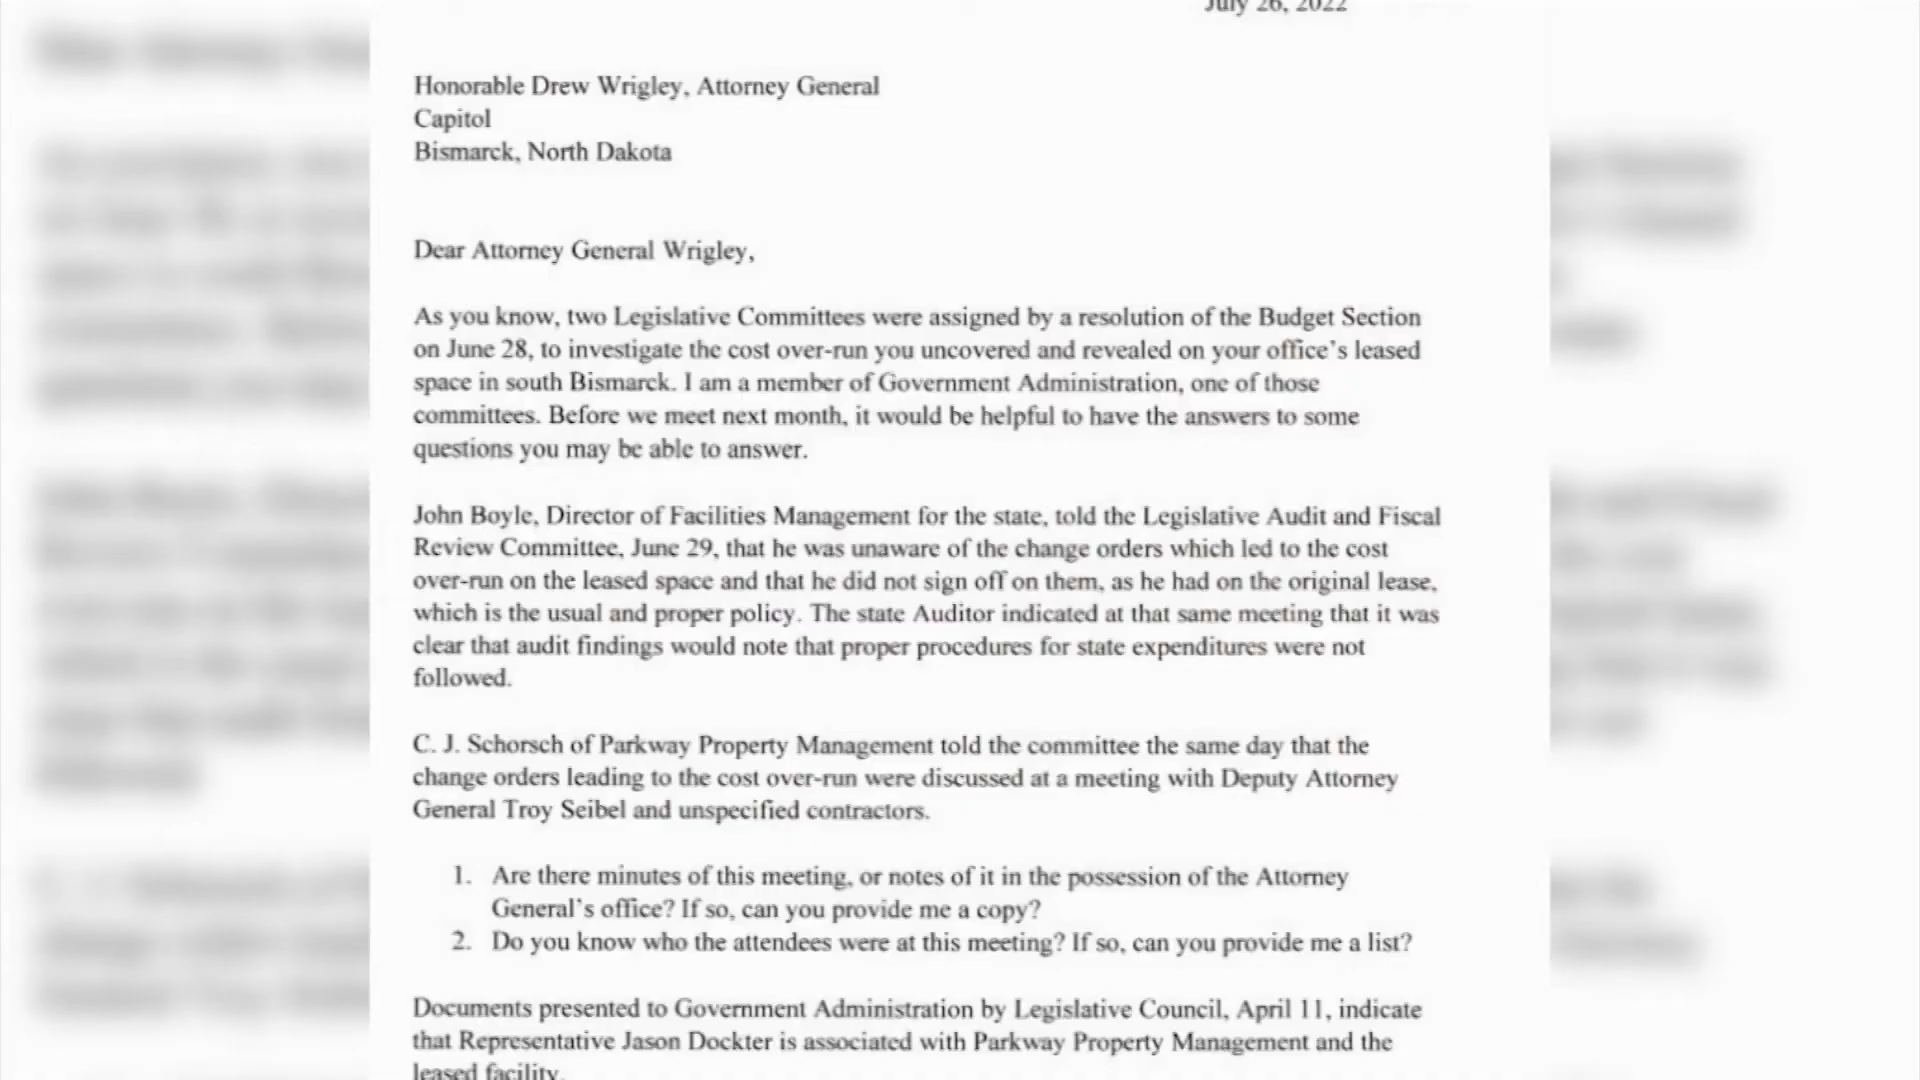 July 26, 2022
Honorable Drew Wrigley, Attorney General
Capitol
Bismarck, North Dakota
Dear Attorney General Wrigley,
As you know, two Legislative Committees were assigned by a resolution of the Budget Section
on June 28, to investigate the cost over-run you uncovered and revealed on your office's leased
space in south Bismarck. I am a member of Government Administration, one of those
committees. Before we meet next month, it would be helpful to have the answers to some
questions you may be able to answer.
John Boyle, Director of Facilities Management for the state, told the Legislative Audit and Fiscal
Review Committee, June 29, that he was unaware of the change orders which led to the cost
over-run on the leased space and that he did not sign off on them, as he had on the original lease,
which is the usual and proper policy. The state Auditor indicated at that same meeting that it was
clear that audit findings would note that proper procedures for state expenditures were not
followed.
C. J. Schorsch of Parkway Property Management told the committee the same day that the
change orders leading to the cost over-run were discussed at a meeting with Deputy Attorney
General Troy Seibel and unspecified contractors.
1. Are there minutes of this meeting, or notes of it in the possession of the Attorney
General's office? If so, can you provide me a copy?
2. Do you know who the attendees were at this meeting? If so, can you provide me a list?
Documents presented to Government Administration by Legislative Council, April 11, indicate
that Representative Jason Dockter is associated with Parkway Property Management and the
leased facility.